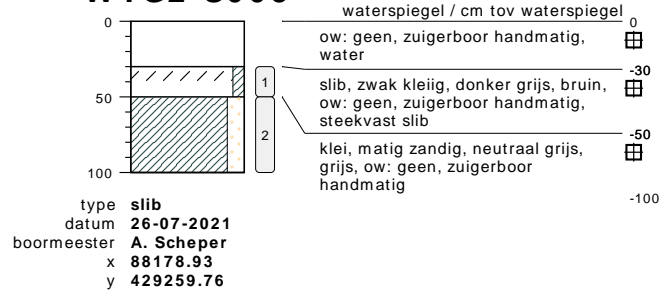 waterspiegel / cm tov waterspiegel
0
0
ow: geen, zuigerboor handmatig,
water
-30
slib, zwak kleiig, donker grijs, bruin,
ow: geen, zuigerboor handmatig,
steekvast slib
1
50
-50
2
klei, matig zandig, neutraal grijs,
grijs, ow: geen, zuigerboor
handmatig
100
-100
type slib
datum 26-07-2021
boormeester A. Scheper
x 88178.93
y 429259.76